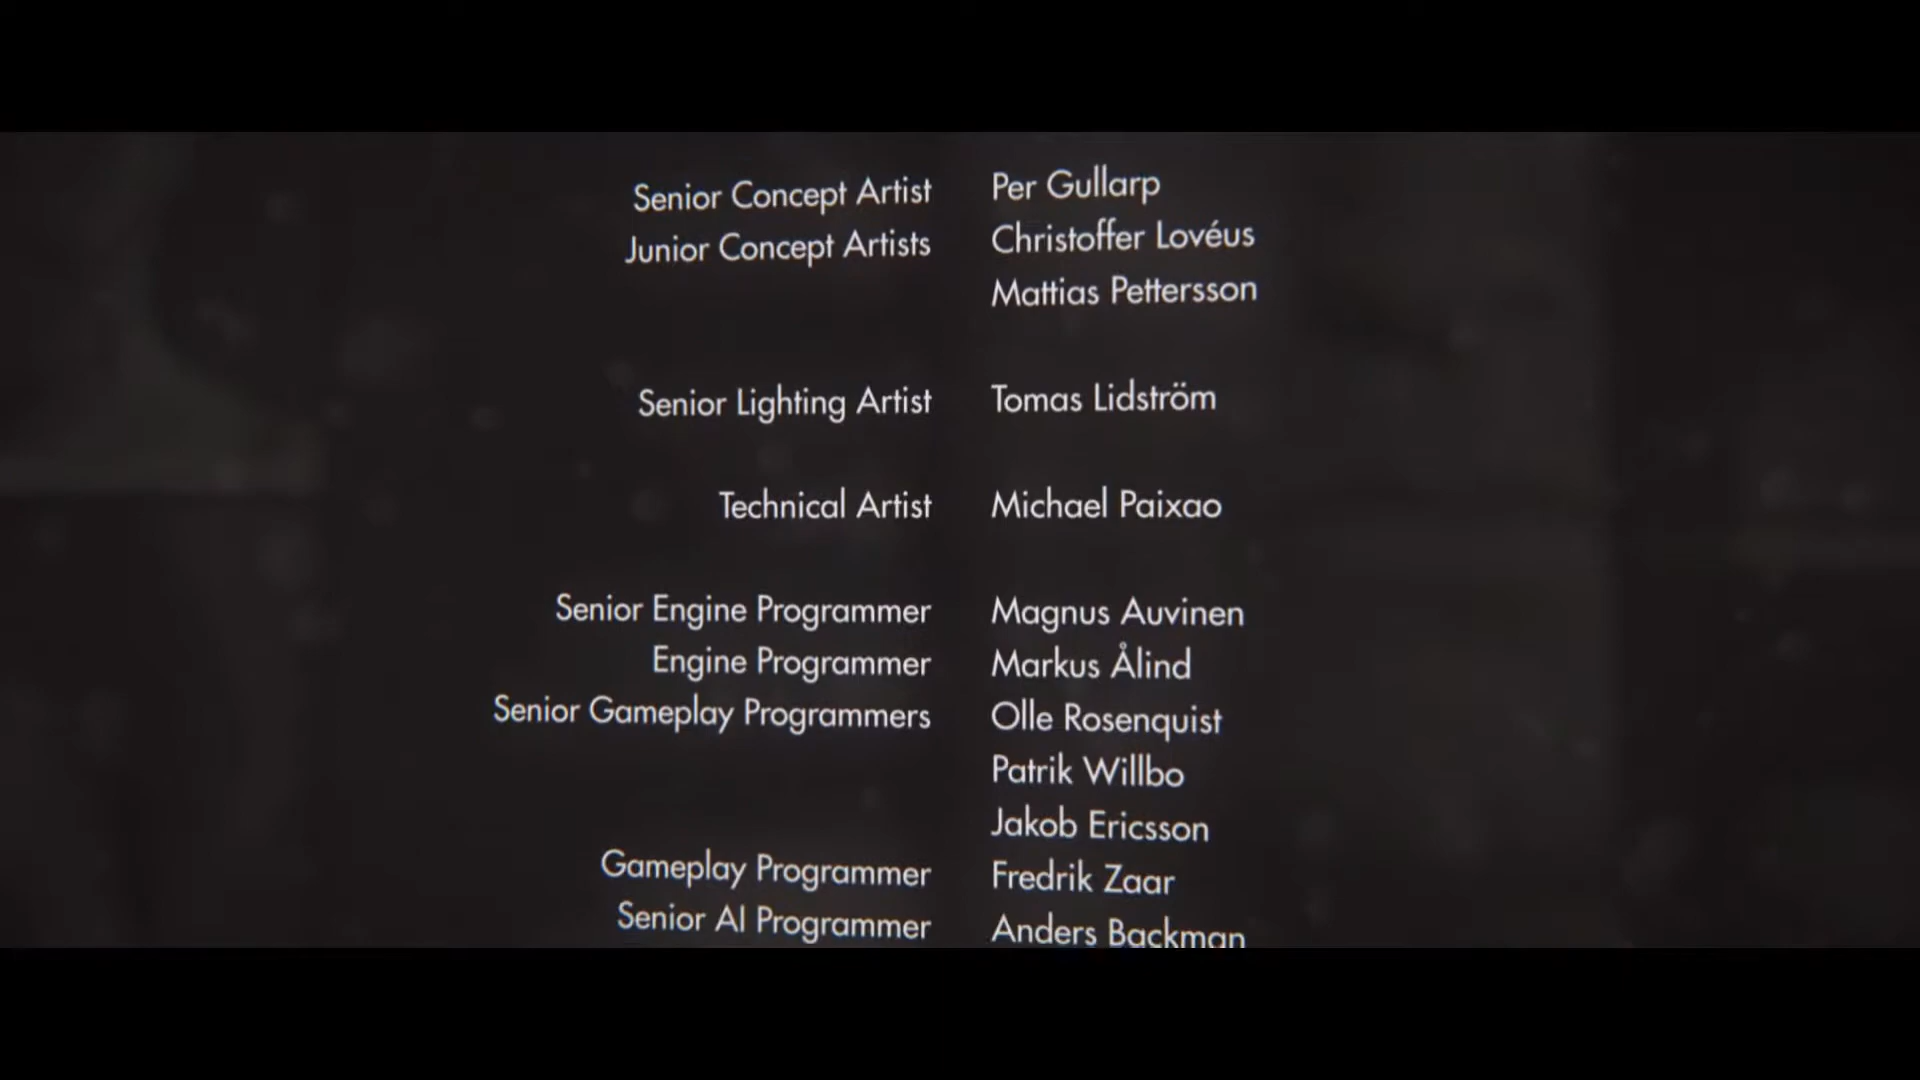 Senior Concept Artist Per Gullarp
Junior Concept Artists Christoffer Lovéus
Mattias Pettersson
Senior Lighting Artist Tomas Lidström
Technical Artist Michael Paixao
Senior Engine Programmer Magnus Auvinen
Engine Programmer Markus Ålind
Senior Gameplay Programmers Olle Rosenquist
Patrik Willbo
Jakob Ericsson
Gameplay Programmer Fredrik Zaar
Senior AI Programmer Anders Backman